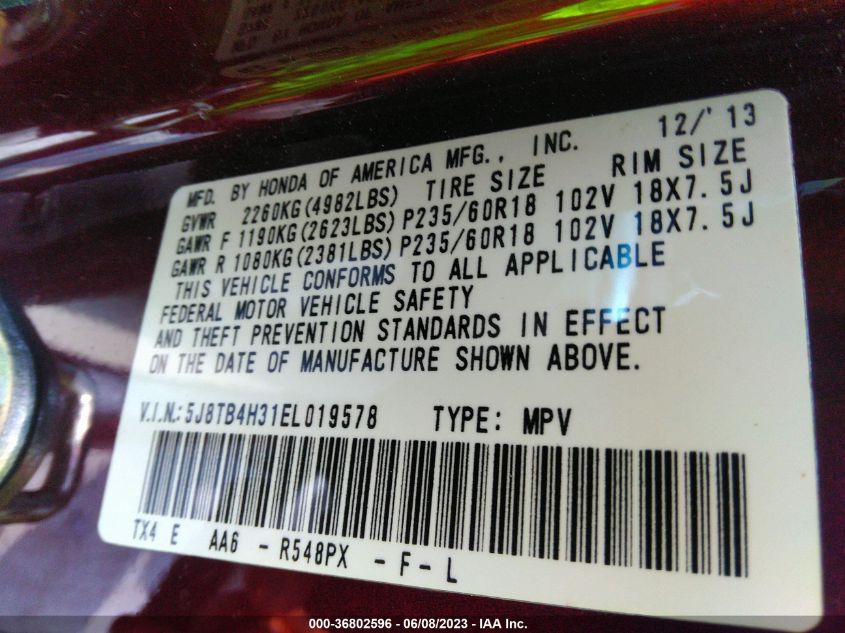 MFD. BY HONDA OF AMERICA MFG., INC. 12/'13
GVWR 2260KG(4982LBS) TIRE SIZE RIM SIZE
GAWR F 1190KG(2623LBS) P235/60R18 102V 18X7.5J
GAWR R 1080KG(2381LBS) P235/60R18 102V 18X7.5J
THIS VEHICLE CONFORMS TO ALL APPLICABLE
FEDERAL MOTOR VEHICLE SAFETY
AND THEFT PREVENTION STANDARDS IN EFFECT
ON THE DATE OF MANUFACTURE SHOWN ABOVE.
V.I.N.: 5J8TB4H31EL019578 TYPE: MPV
TX4 E AA6 - R548PX - F - L
000-36802596 - 06/08/2023 - IAA Inc.